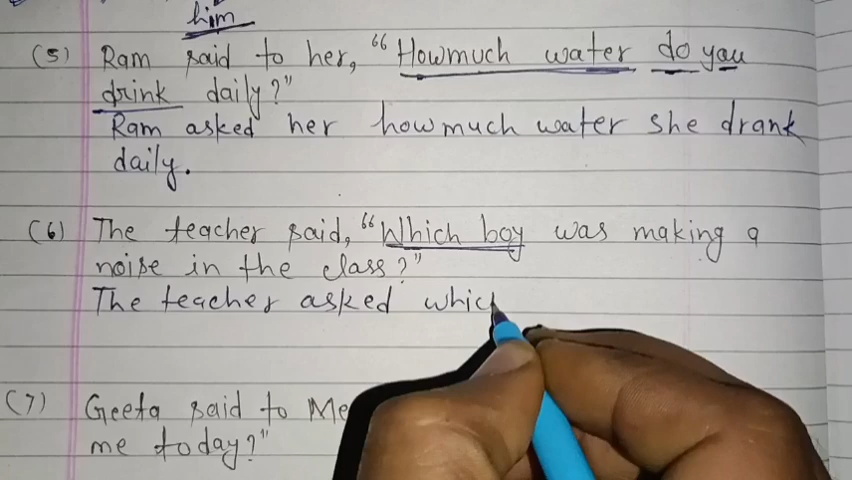 him
(5) Ram said to her, "Howmuch water do you
drink daily?"
Ram asked her howmuch water she drank
daily.
(6) The teacher said, "Which boy was making a
noise in the class?"
The teacher asked whic
(7) Geeta said to Me
me today?"